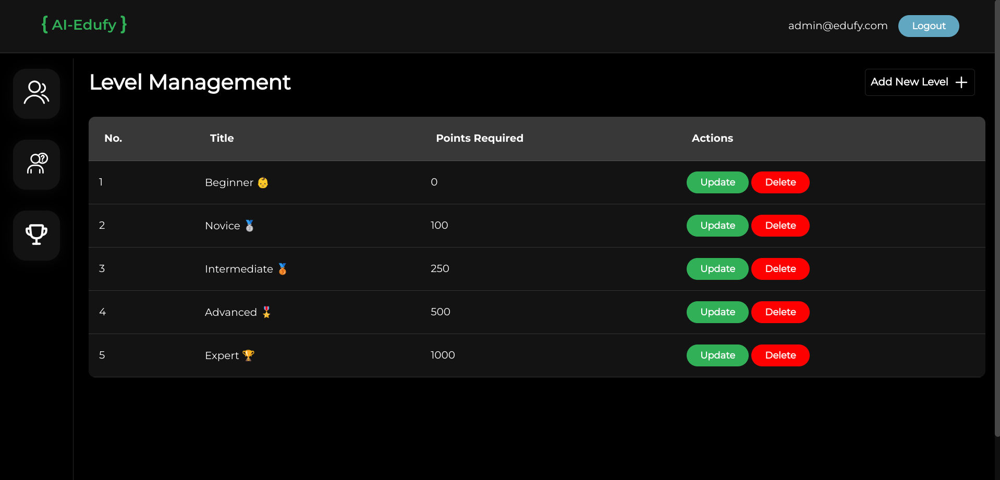 { AI-Edufy }
admin@edufy.com Logout
Level Management
Add New Level +
No. Title Points Required Actions
1 Beginner 👶 0 Update Delete
2 Novice 🥈 100 Update Delete
3 Intermediate 🥉 250 Update Delete
4 Advanced 🎖️ 500 Update Delete
5 Expert 🏆 1000 Update Delete